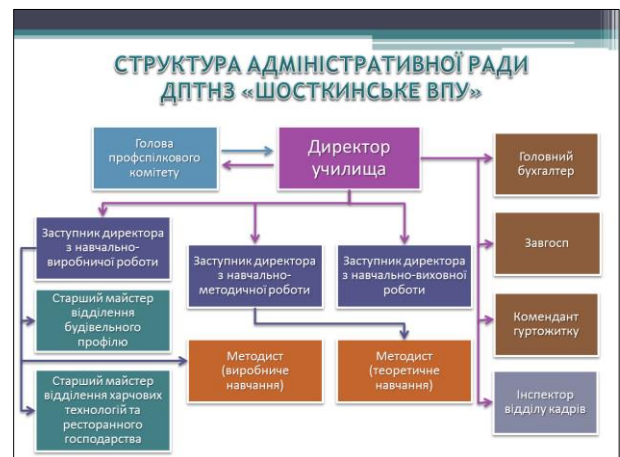 СТРУКТУРА АДМІНІСТРАТИВНОЇ РАДИ
ДПТНЗ «ШОСТКИНСЬКЕ ВПУ»
Голова
профспілкового
комітету
Директор
училища
Головний
бухгалтер
Заступник директора
з навчально-
виробничої роботи
Заступник директора
з навчально-
методичної роботи
Заступник директора
з навчально-виховної
роботи
Завгосп
Старший майстер
відділення
будівельного
профілю
Методист
(виробниче
навчання)
Методист
(теоретичне
навчання)
Комендант
гуртожитку
Старший майстер
відділення харчових
технологій та
ресторанного
господарства
Інспектор
відділу кадрів